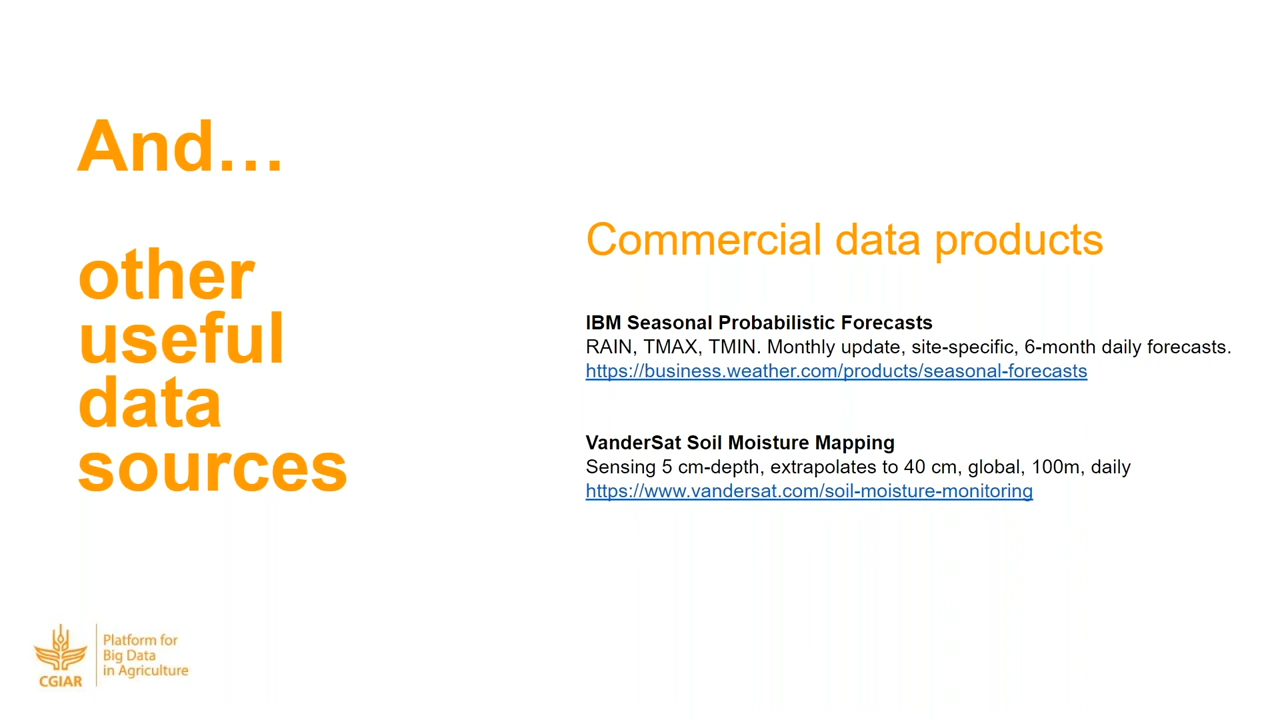 And…
other
useful
data
sources
Commercial data products
IBM Seasonal Probabilistic Forecasts
RAIN, TMAX, TMIN. Monthly update, site-specific, 6-month daily forecasts.
https://business.weather.com/products/seasonal-forecasts
VanderSat Soil Moisture Mapping
Sensing 5 cm-depth, extrapolates to 40 cm, global, 100m, daily
https://www.vandersat.com/soil-moisture-monitoring
CGIAR
Platform for
Big Data
in Agriculture